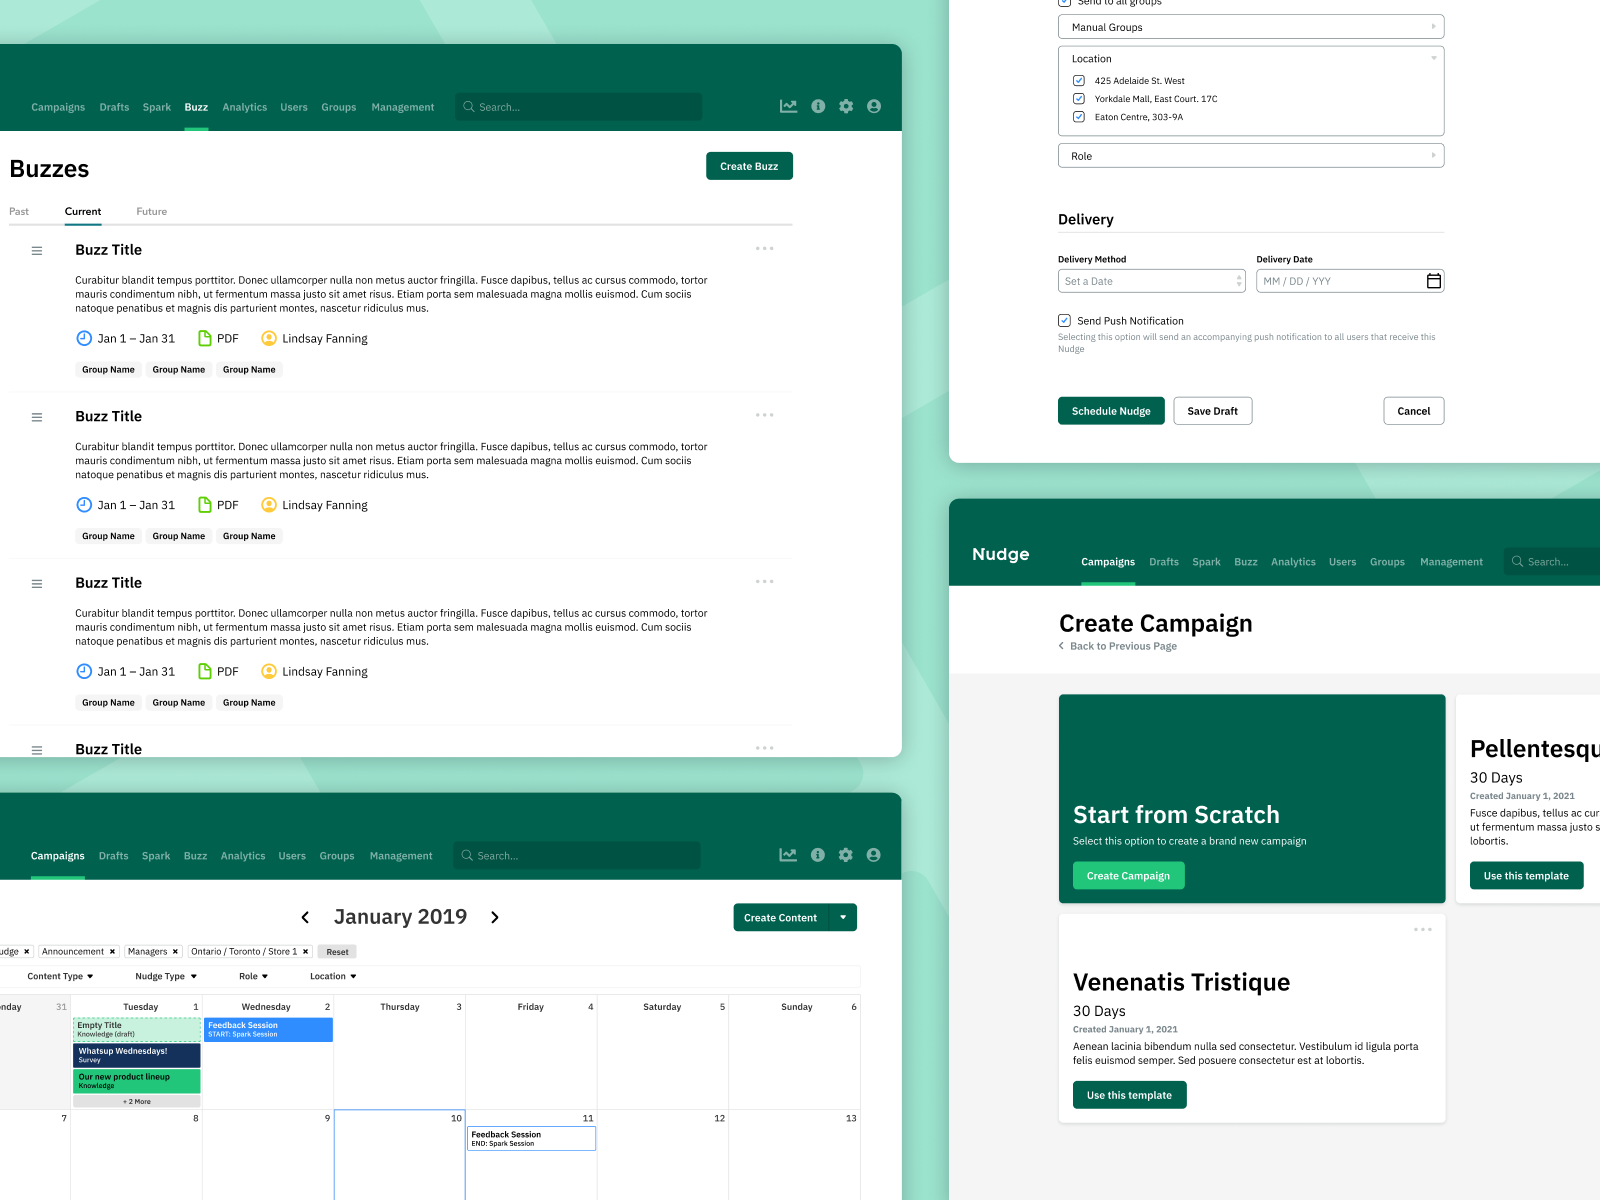 Campaigns Drafts Spark Buzz Analytics Users Groups Management Search...
Buzzes
Create Buzz
Past Current Future
Buzz Title
Curabitur blandit tempus porttitor. Donec ullamcorper nulla non metus auctor fringilla. Fusce dapibus, tellus ac cursus commodo, tortor
mauris condimentum nibh, ut fermentum massa justo sit amet risus. Etiam porta sem malesuada magna mollis euismod. Cum sociis
natoque penatibus et magnis dis parturient montes, nascetur ridiculus mus.
Jan 1 – Jan 31 PDF Lindsay Fanning
Group Name Group Name Group Name
Buzz Title
Curabitur blandit tempus porttitor. Donec ullamcorper nulla non metus auctor fringilla. Fusce dapibus, tellus ac cursus commodo, tortor
mauris condimentum nibh, ut fermentum massa justo sit amet risus. Etiam porta sem malesuada magna mollis euismod. Cum sociis
natoque penatibus et magnis dis parturient montes, nascetur ridiculus mus.
Jan 1 – Jan 31 PDF Lindsay Fanning
Group Name Group Name Group Name
Buzz Title
Curabitur blandit tempus porttitor. Donec ullamcorper nulla non metus auctor fringilla. Fusce dapibus, tellus ac cursus commodo, tortor
mauris condimentum nibh, ut fermentum massa justo sit amet risus. Etiam porta sem malesuada magna mollis euismod. Cum sociis
natoque penatibus et magnis dis parturient montes, nascetur ridiculus mus.
Jan 1 – Jan 31 PDF Lindsay Fanning
Group Name Group Name Group Name
Buzz Title
Campaigns Drafts Spark Buzz Analytics Users Groups Management Search...
January 2019
Create Content
udge × Announcement × Managers × Ontario / Toronto / Store 1 × Reset
Content Type Nudge Type Role Location
nday 31 Tuesday 1 Wednesday 2 Thursday 3 Friday 4 Saturday 5 Sunday 6
Empty Title
Knowledge (draft)
Whatsup Wednesdays!
Survey
Our new product lineup
Knowledge
+ 2 More
Feedback Session
START: Spark Session
7 8 9 10 11 12 13
Feedback Session
END: Spark Session
Send to all groups
Manual Groups
Location
425 Adelaide St. West
Yorkdale Mall, East Court. 17C
Eaton Centre, 303-9A
Role
Delivery
Delivery Method Delivery Date
Set a Date MM / DD / YYY
Send Push Notification
Selecting this option will send an accompanying push notification to all users that receive this
Nudge
Schedule Nudge Save Draft Cancel
Nudge
Campaigns Drafts Spark Buzz Analytics Users Groups Management Search...
Create Campaign
Back to Previous Page
Start from Scratch
Select this option to create a brand new campaign
Create Campaign
Pellentesqu
30 Days
Created January 1, 2021
Fusce dapibus, tellus ac cur
ut fermentum massa justo s
lobortis.
Use this template
Venenatis Tristique
30 Days
Created January 1, 2021
Aenean lacinia bibendum nulla sed consectetur. Vestibulum id ligula porta
felis euismod semper. Sed posuere consectetur est at lobortis.
Use this template